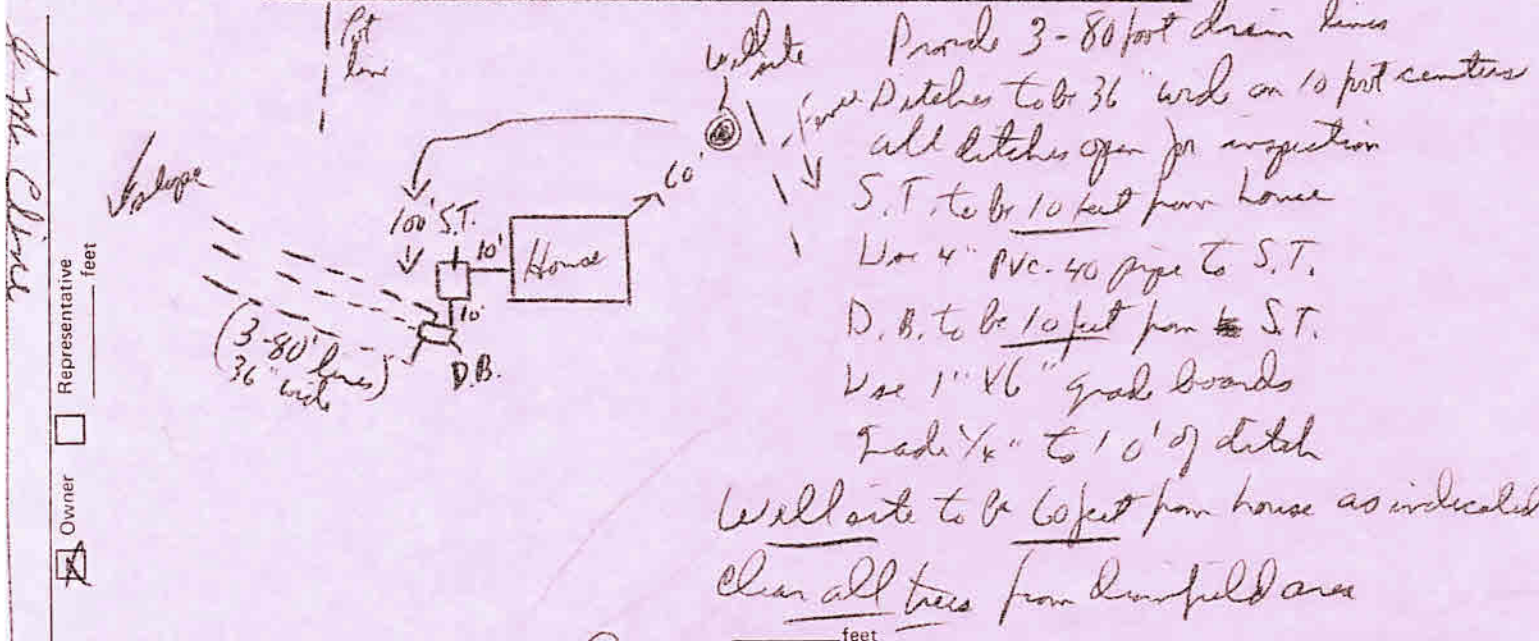 Ppt
line
Well site
Provide 3-80 foot drain lines
Ditches to be 36" wide on 10 foot centers
all ditches open for inspection
S.T. to be 10 feet from house
Use 4" PVC-40 pipe to S.T.
D.B. to be 10 feet from S.T.
Use 1" x 6" grade boards
Grade 1/4" to 10' of ditch
Well site to be 60 feet from house as indicated
Clear all trees from drainfield area
slope
100'
S.T.
10'
House
60'
10'
(3-80' lines)
36" wide
D.B.
Representative
feet
Owner
feet